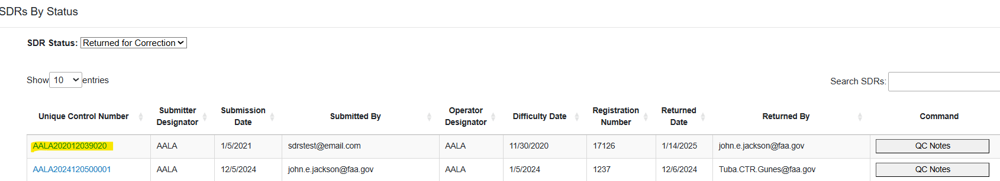 SDRs By Status
SDR Status: Returned for Correction
Show 10 entries
Search SDRs:
Unique Control Number Submitter Designator Submission Date Submitted By Operator Designator Difficulty Date Registration Number Returned Date Returned By Command
AALA202012039020 AALA 1/5/2021 sdrstest@email.com AALA 11/30/2020 17126 1/14/2025 john.e.jackson@faa.gov QC Notes
AALA2024120500001 AALA 12/5/2024 john.e.jackson@faa.gov AALA 1/5/2024 1237 12/6/2024 Tuba.CTR.Gunes@faa.gov QC Notes